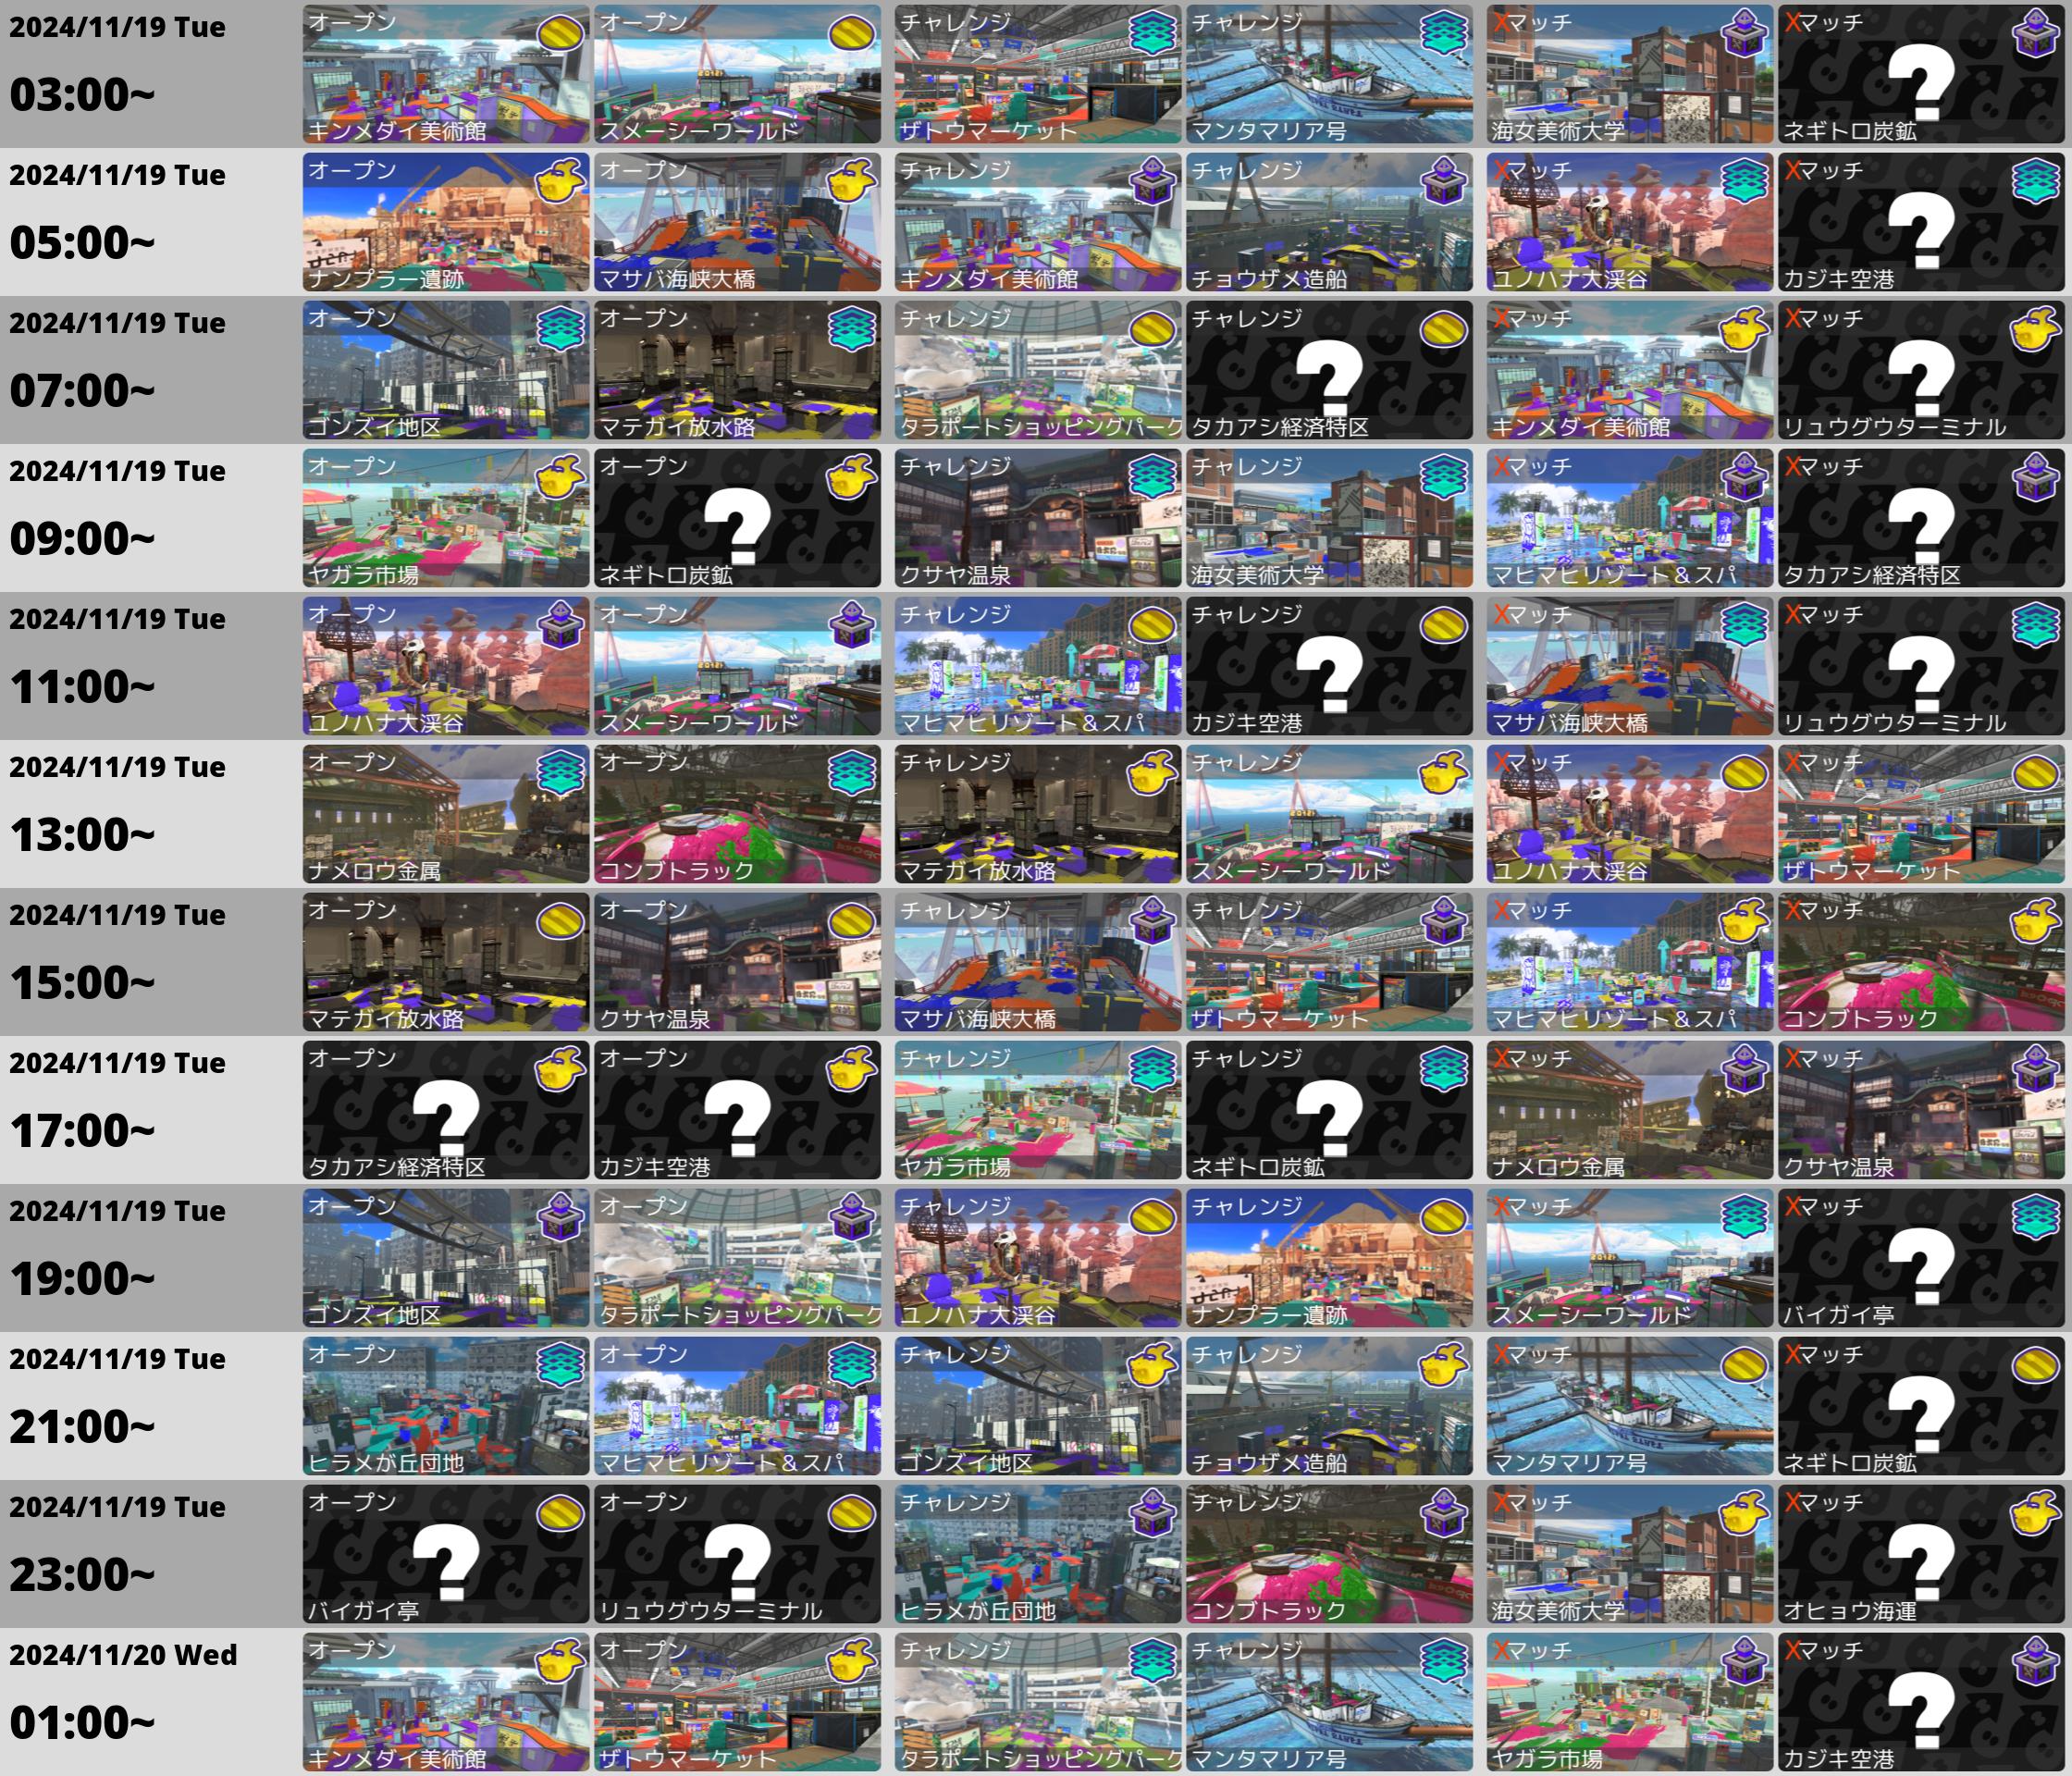 2024/11/19 Tue
03:00~
オープン
キンメダイ美術館
オープン
スメーシーワールド
チャレンジ
ザトウマーケット
チャレンジ
マンタマリア号
Xマッチ
海女美術大学
Xマッチ
ネギトロ炭鉱
2024/11/19 Tue
05:00~
オープン
ナンプラー遺跡
オープン
マサバ海峡大橋
チャレンジ
キンメダイ美術館
チャレンジ
チョウザメ造船
Xマッチ
ユノハナ大渓谷
Xマッチ
カジキ空港
2024/11/19 Tue
07:00~
オープン
ゴンズイ地区
オープン
マテガイ放水路
チャレンジ
タラポートショッピングパーク
チャレンジ
タカアシ経済特区
Xマッチ
キンメダイ美術館
Xマッチ
リュウグウターミナル
2024/11/19 Tue
09:00~
オープン
ヤガラ市場
オープン
ネギトロ炭鉱
チャレンジ
クサヤ温泉
チャレンジ
海女美術大学
Xマッチ
マヒマヒリゾート＆スパ
Xマッチ
タカアシ経済特区
2024/11/19 Tue
11:00~
オープン
ユノハナ大渓谷
オープン
スメーシーワールド
チャレンジ
マヒマヒリゾート＆スパ
チャレンジ
カジキ空港
Xマッチ
マサバ海峡大橋
Xマッチ
リュウグウターミナル
2024/11/19 Tue
13:00~
オープン
ナメロウ金属
オープン
コンブトラック
チャレンジ
マテガイ放水路
チャレンジ
スメーシーワールド
Xマッチ
ユノハナ大渓谷
Xマッチ
ザトウマーケット
2024/11/19 Tue
15:00~
オープン
マテガイ放水路
オープン
クサヤ温泉
チャレンジ
マサバ海峡大橋
チャレンジ
ザトウマーケット
Xマッチ
マヒマヒリゾート＆スパ
Xマッチ
コンブトラック
2024/11/19 Tue
17:00~
オープン
タカアシ経済特区
オープン
カジキ空港
チャレンジ
ヤガラ市場
チャレンジ
ネギトロ炭鉱
Xマッチ
ナメロウ金属
Xマッチ
クサヤ温泉
2024/11/19 Tue
19:00~
オープン
ゴンズイ地区
オープン
タラポートショッピングパーク
チャレンジ
ユノハナ大渓谷
チャレンジ
ナンプラー遺跡
Xマッチ
スメーシーワールド
Xマッチ
バイガイ亭
2024/11/19 Tue
21:00~
オープン
ヒラメが丘団地
オープン
マヒマヒリゾート＆スパ
チャレンジ
ゴンズイ地区
チャレンジ
チョウザメ造船
Xマッチ
マンタマリア号
Xマッチ
ネギトロ炭鉱
2024/11/19 Tue
23:00~
オープン
バイガイ亭
オープン
リュウグウターミナル
チャレンジ
ヒラメが丘団地
チャレンジ
コンブトラック
Xマッチ
海女美術大学
Xマッチ
オヒョウ海運
2024/11/20 Wed
01:00~
オープン
キンメダイ美術館
オープン
ザトウマーケット
チャレンジ
タラポートショッピングパーク
チャレンジ
マンタマリア号
Xマッチ
ヤガラ市場
Xマッチ
カジキ空港